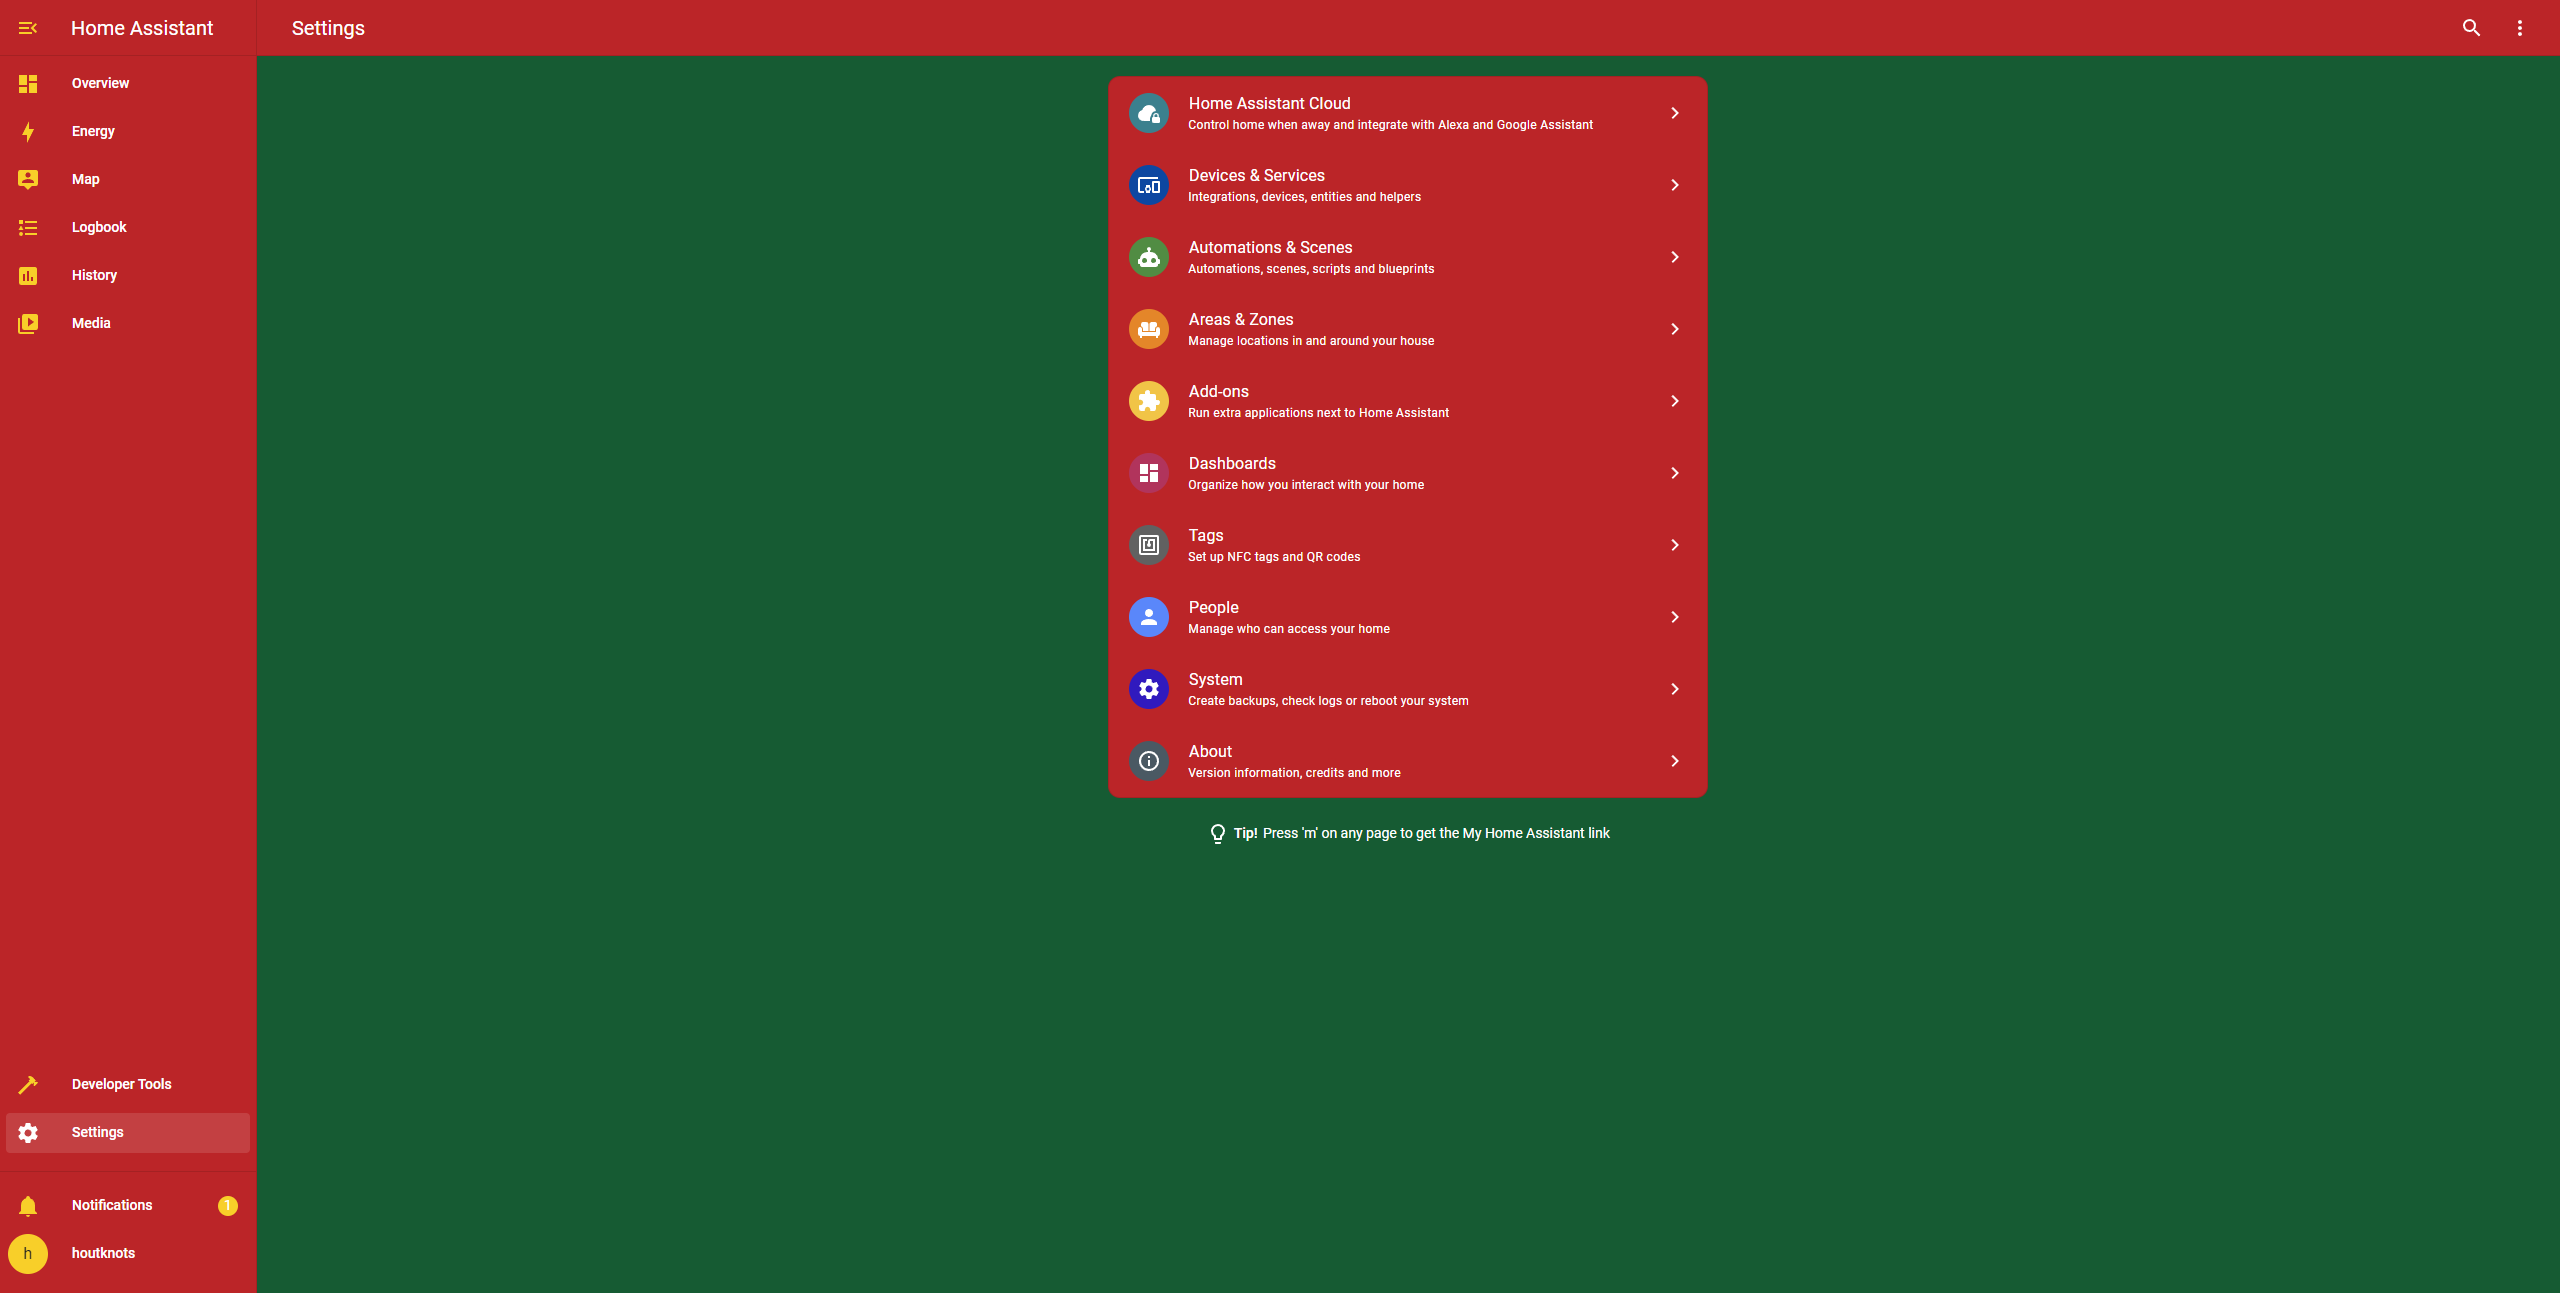 Home Assistant
Settings
Overview
Energy
Map
Logbook
History
Media
Developer Tools
Settings
Notifications
1
h
houtknots
Home Assistant Cloud
Control home when away and integrate with Alexa and Google Assistant
Devices & Services
Integrations, devices, entities and helpers
Automations & Scenes
Automations, scenes, scripts and blueprints
Areas & Zones
Manage locations in and around your house
Add-ons
Run extra applications next to Home Assistant
Dashboards
Organize how you interact with your home
Tags
Set up NFC tags and QR codes
People
Manage who can access your home
System
Create backups, check logs or reboot your system
About
Version information, credits and more
Tip! Press 'm' on any page to get the My Home Assistant link